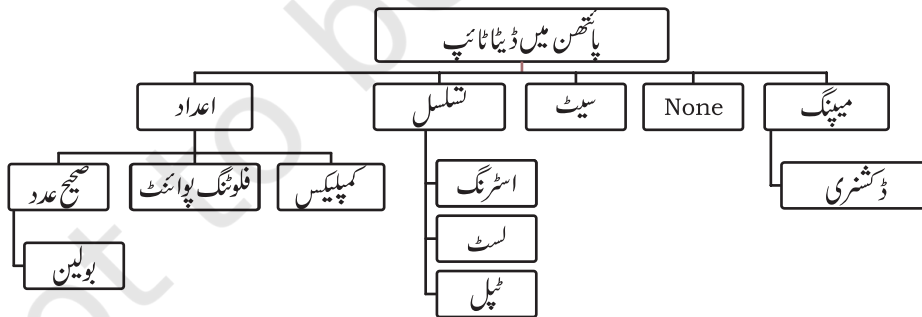 پائتھن میں ڈیٹا ٹائپ
اعداد
تسلسل
سیٹ
None
میپنگ
صحیح عدد
فلوٹنگ پوائنٹ
کمپلیکس
اسٹرنگ
ڈکشنری
بولین
لسٹ
ٹپل